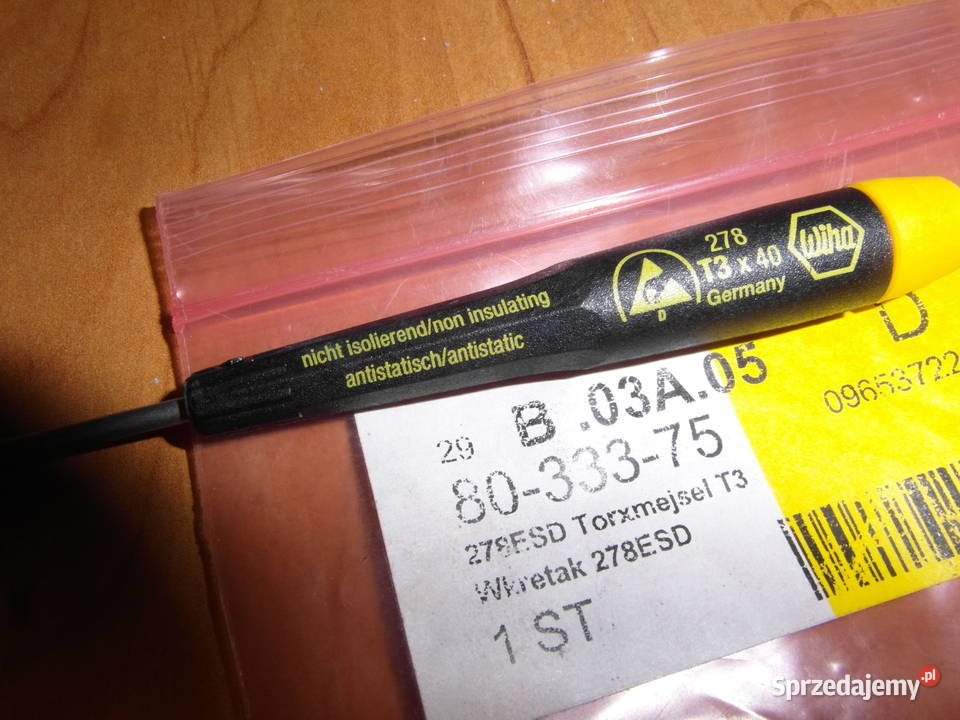 Wiha
278
T3 x 40
Germany
D
nicht isolierend/non insulating
antistatisch/antistatic
D
09653722
29 B .03A.05
80-333-75
278ESD Torxmejsel T3
Wkretak 278ESD
1 ST
Sprzedajemy.pl